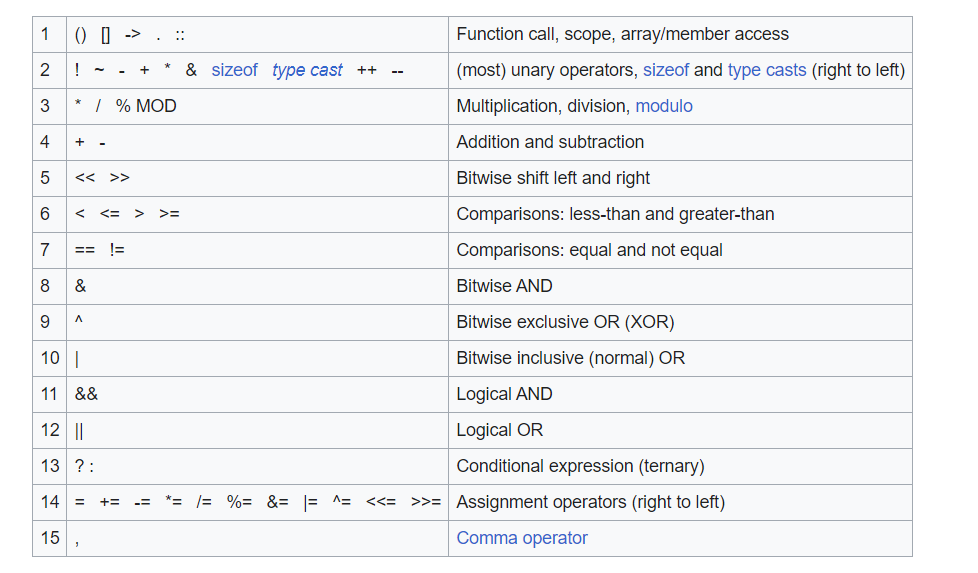 1 () [] -> . :: Function call, scope, array/member access
2 ! ~ - + * & sizeof type cast ++ -- (most) unary operators, sizeof and type casts (right to left)
3 * / % MOD Multiplication, division, modulo
4 + - Addition and subtraction
5 << >> Bitwise shift left and right
6 < <= > >= Comparisons: less-than and greater-than
7 == != Comparisons: equal and not equal
8 & Bitwise AND
9 ^ Bitwise exclusive OR (XOR)
10 | Bitwise inclusive (normal) OR
11 && Logical AND
12 || Logical OR
13 ? : Conditional expression (ternary)
14 = += -= *= /= %= &= |= ^= <<= >>= Assignment operators (right to left)
15 , Comma operator